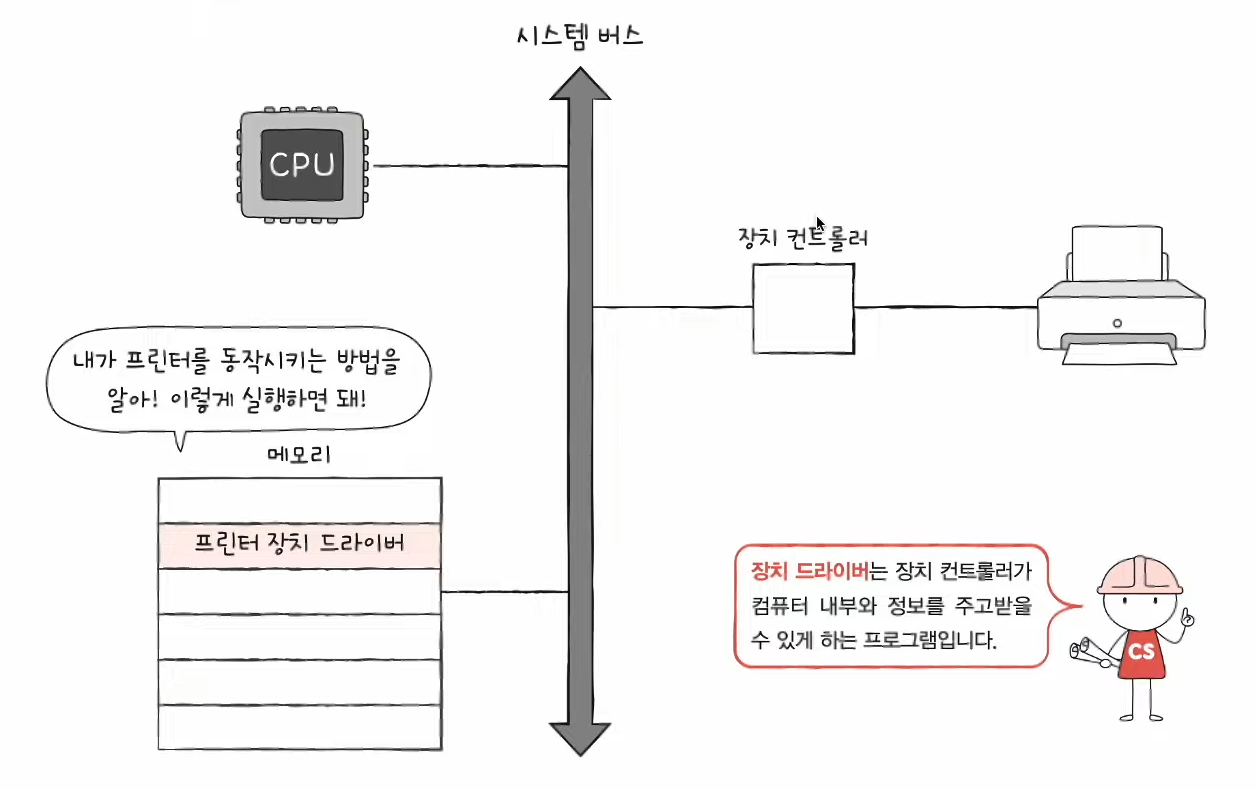 시스템 버스
CPU
장치 컨트롤러
내가 프린터를 동작시키는 방법을
알아! 이렇게 실행하면 돼!
메모리
프린터 장치 드라이버
장치 드라이버는 장치 컨트롤러가
컴퓨터 내부와 정보를 주고받을
수 있게 하는 프로그램입니다.
CS